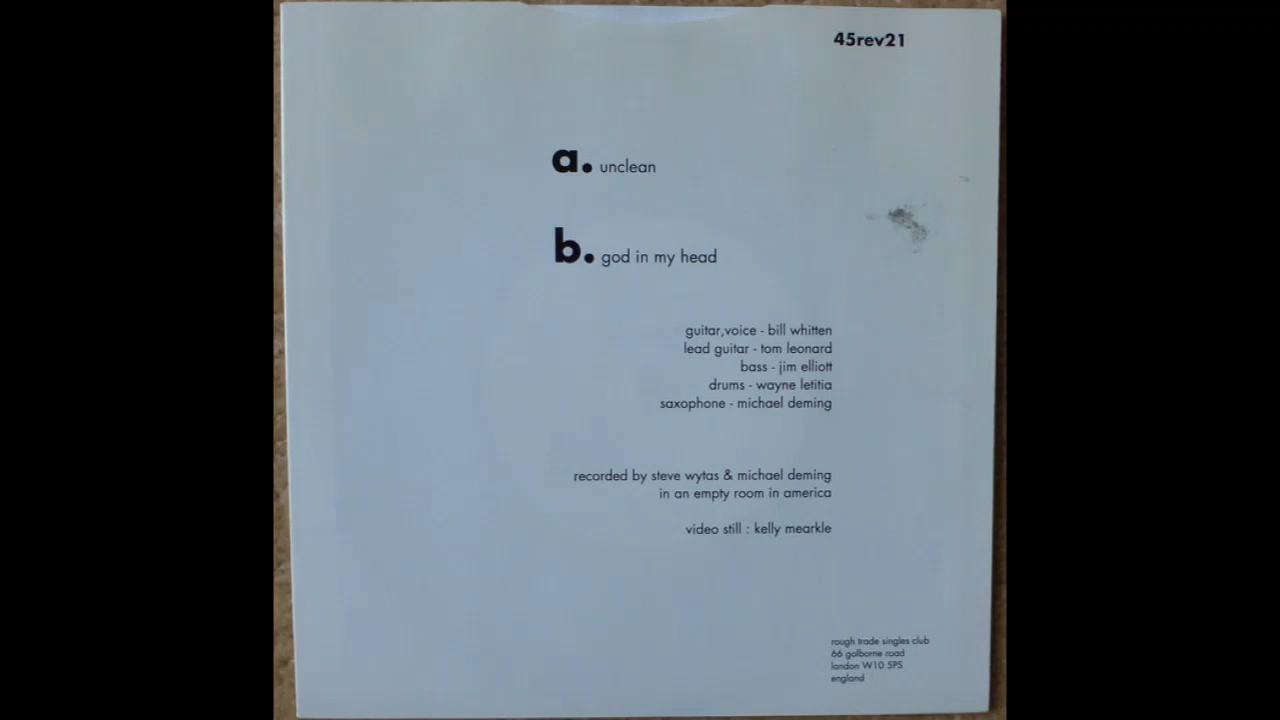 45rev21
a. unclean
b. god in my head
guitar,voice - bill whitten
lead guitar - tom leonard
bass - jim elliott
drums - wayne letitia
saxophone - michael deming
recorded by steve wytas & michael deming
in an empty room in america
video still : kelly mearkle
rough trade singles club
66 golborne road
london W10 5PS
england